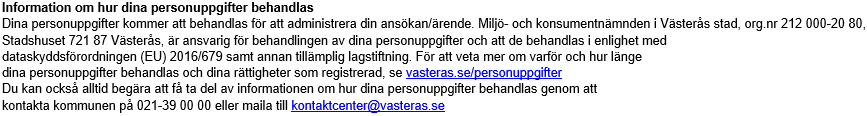 Information om hur dina personuppgifter behandlas
Dina personuppgifter kommer att behandlas för att administrera din ansökan/ärende. Miljö- och konsumentnämnden i Västerås stad, org.nr 212 000-20 80,
Stadshuset 721 87 Västerås, är ansvarig för behandlingen av dina personuppgifter och att de behandlas i enlighet med
dataskyddsförordningen (EU) 2016/679 samt annan tillämplig lagstiftning. För att veta mer om varför och hur länge
dina personuppgifter behandlas och dina rättigheter som registrerad, se vasteras.se/personuppgifter
Du kan också alltid begära att få ta del av informationen om hur dina personuppgifter behandlas genom att
kontakta kommunen på 021-39 00 00 eller maila till kontaktcenter@vasteras.se